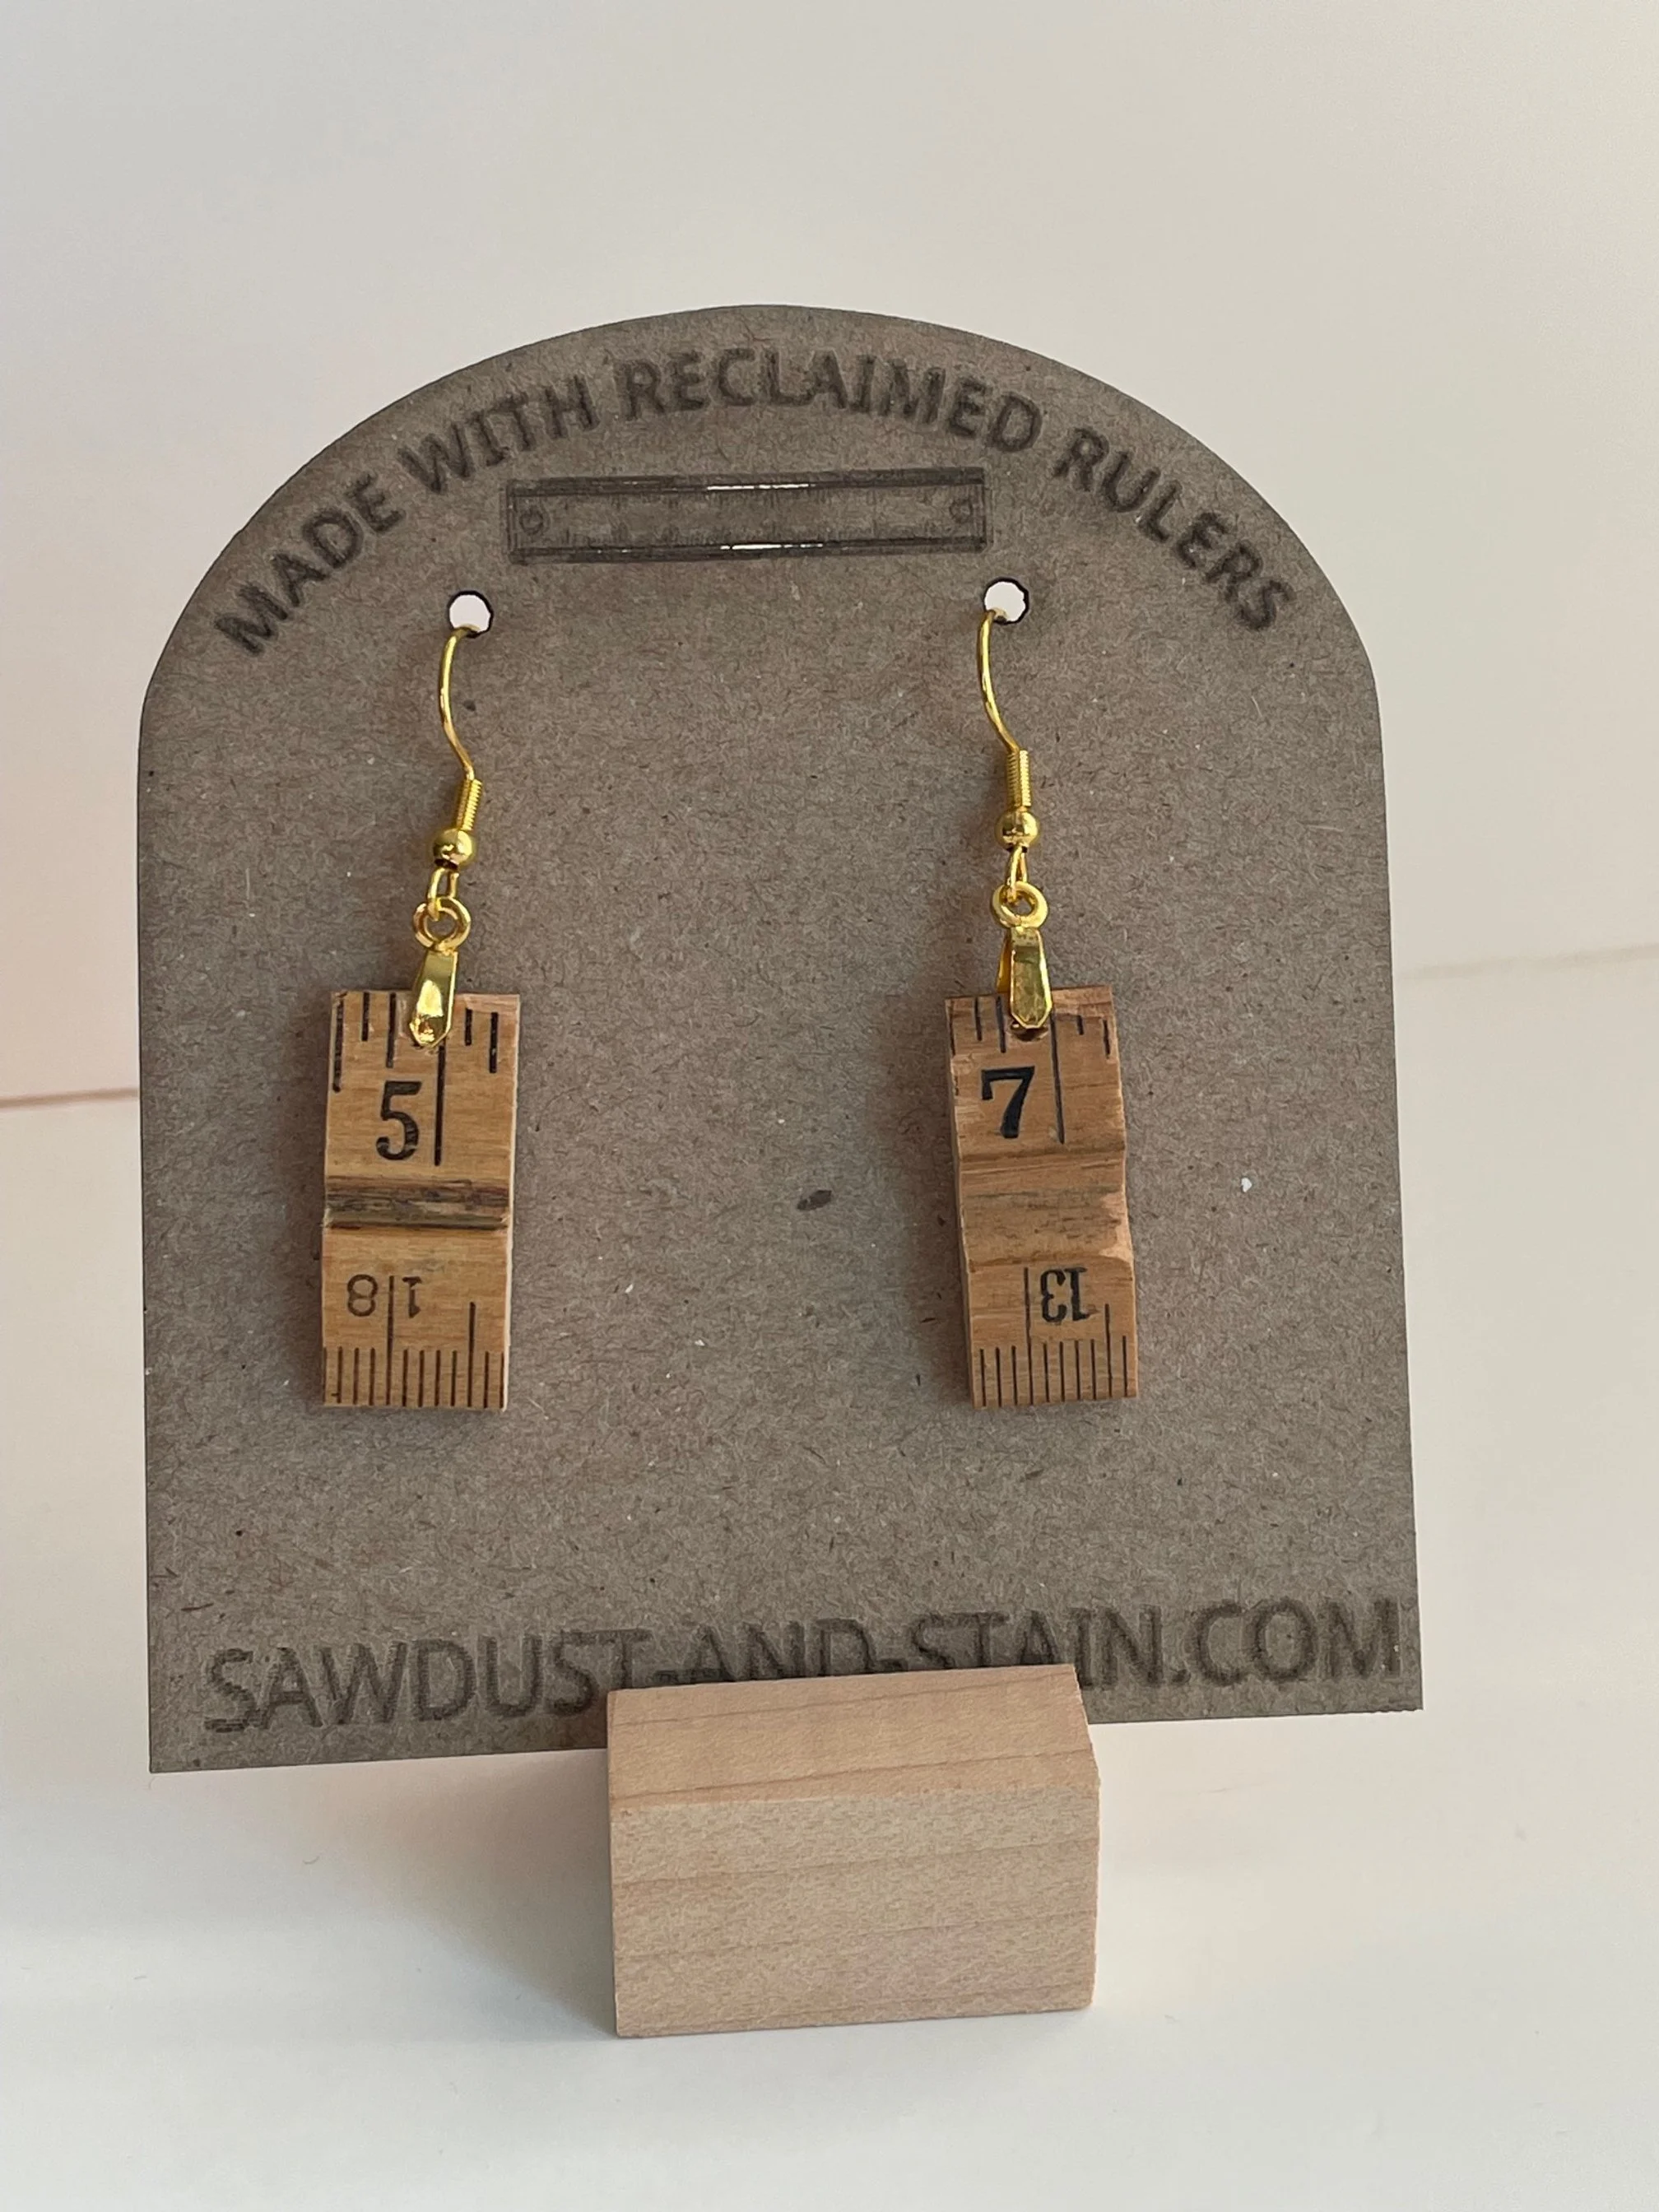 MADE WITH RECLAIMED RULERS
5
7
18
13
SAWDUST-AND-STAIN.COM